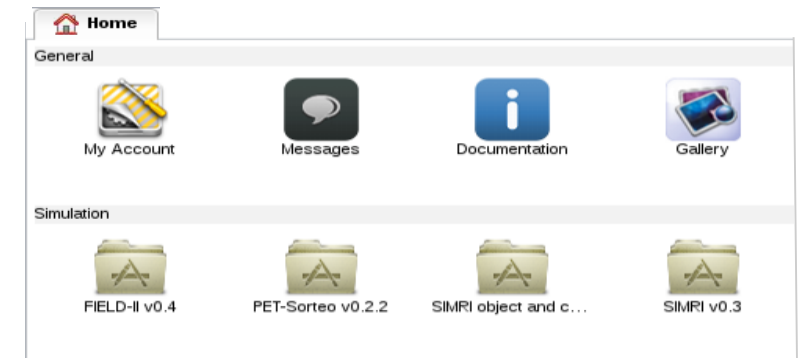 Home
General
My Account
Messages
Documentation
Gallery
Simulation
FIELD-II v0.4
PET-Sorteo v0.2.2
SIMRI object and c...
SIMRI v0.3